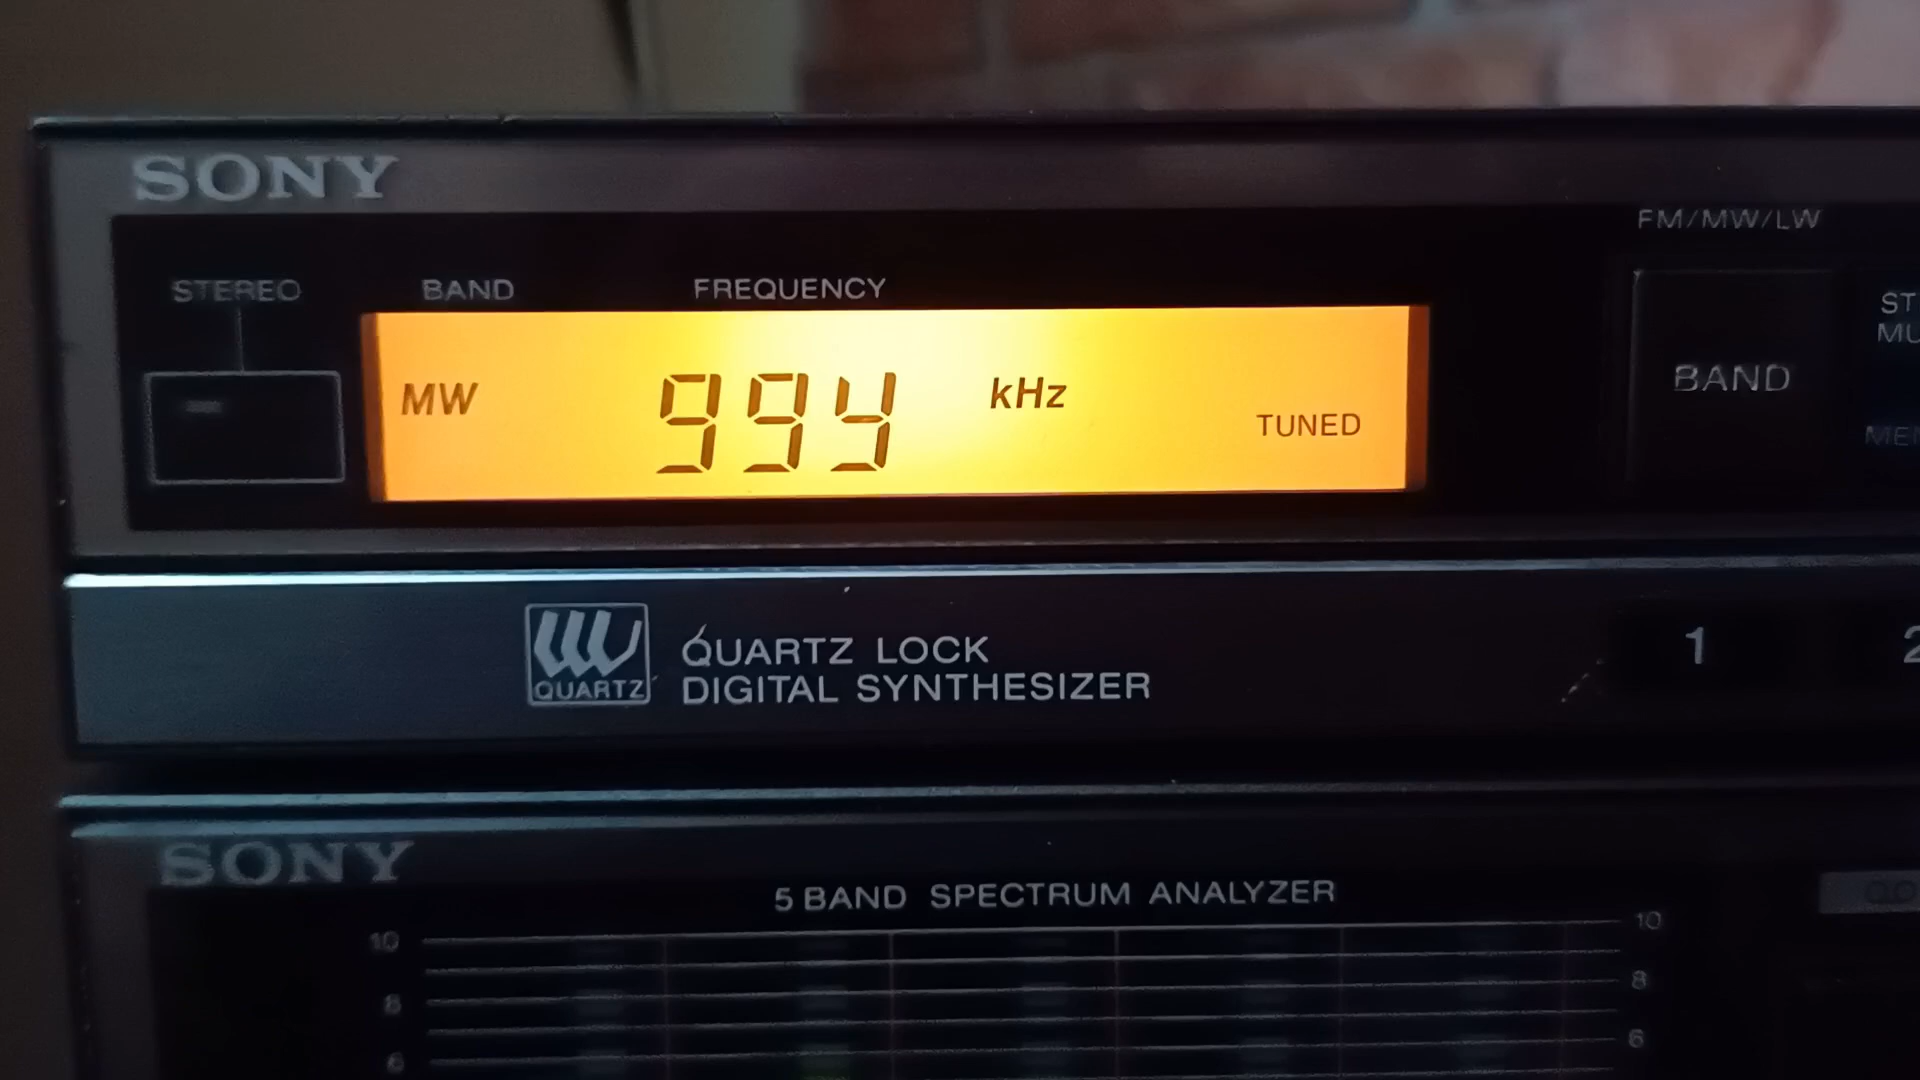 SONY
FM/MW/LW
STEREO
BAND
FREQUENCY
MW 999 kHz
TUNED
BAND
QUARTZ
QUARTZ LOCK
DIGITAL SYNTHESIZER
1
2
SONY
5 BAND SPECTRUM ANALYZER
10
10
8
8
6
6